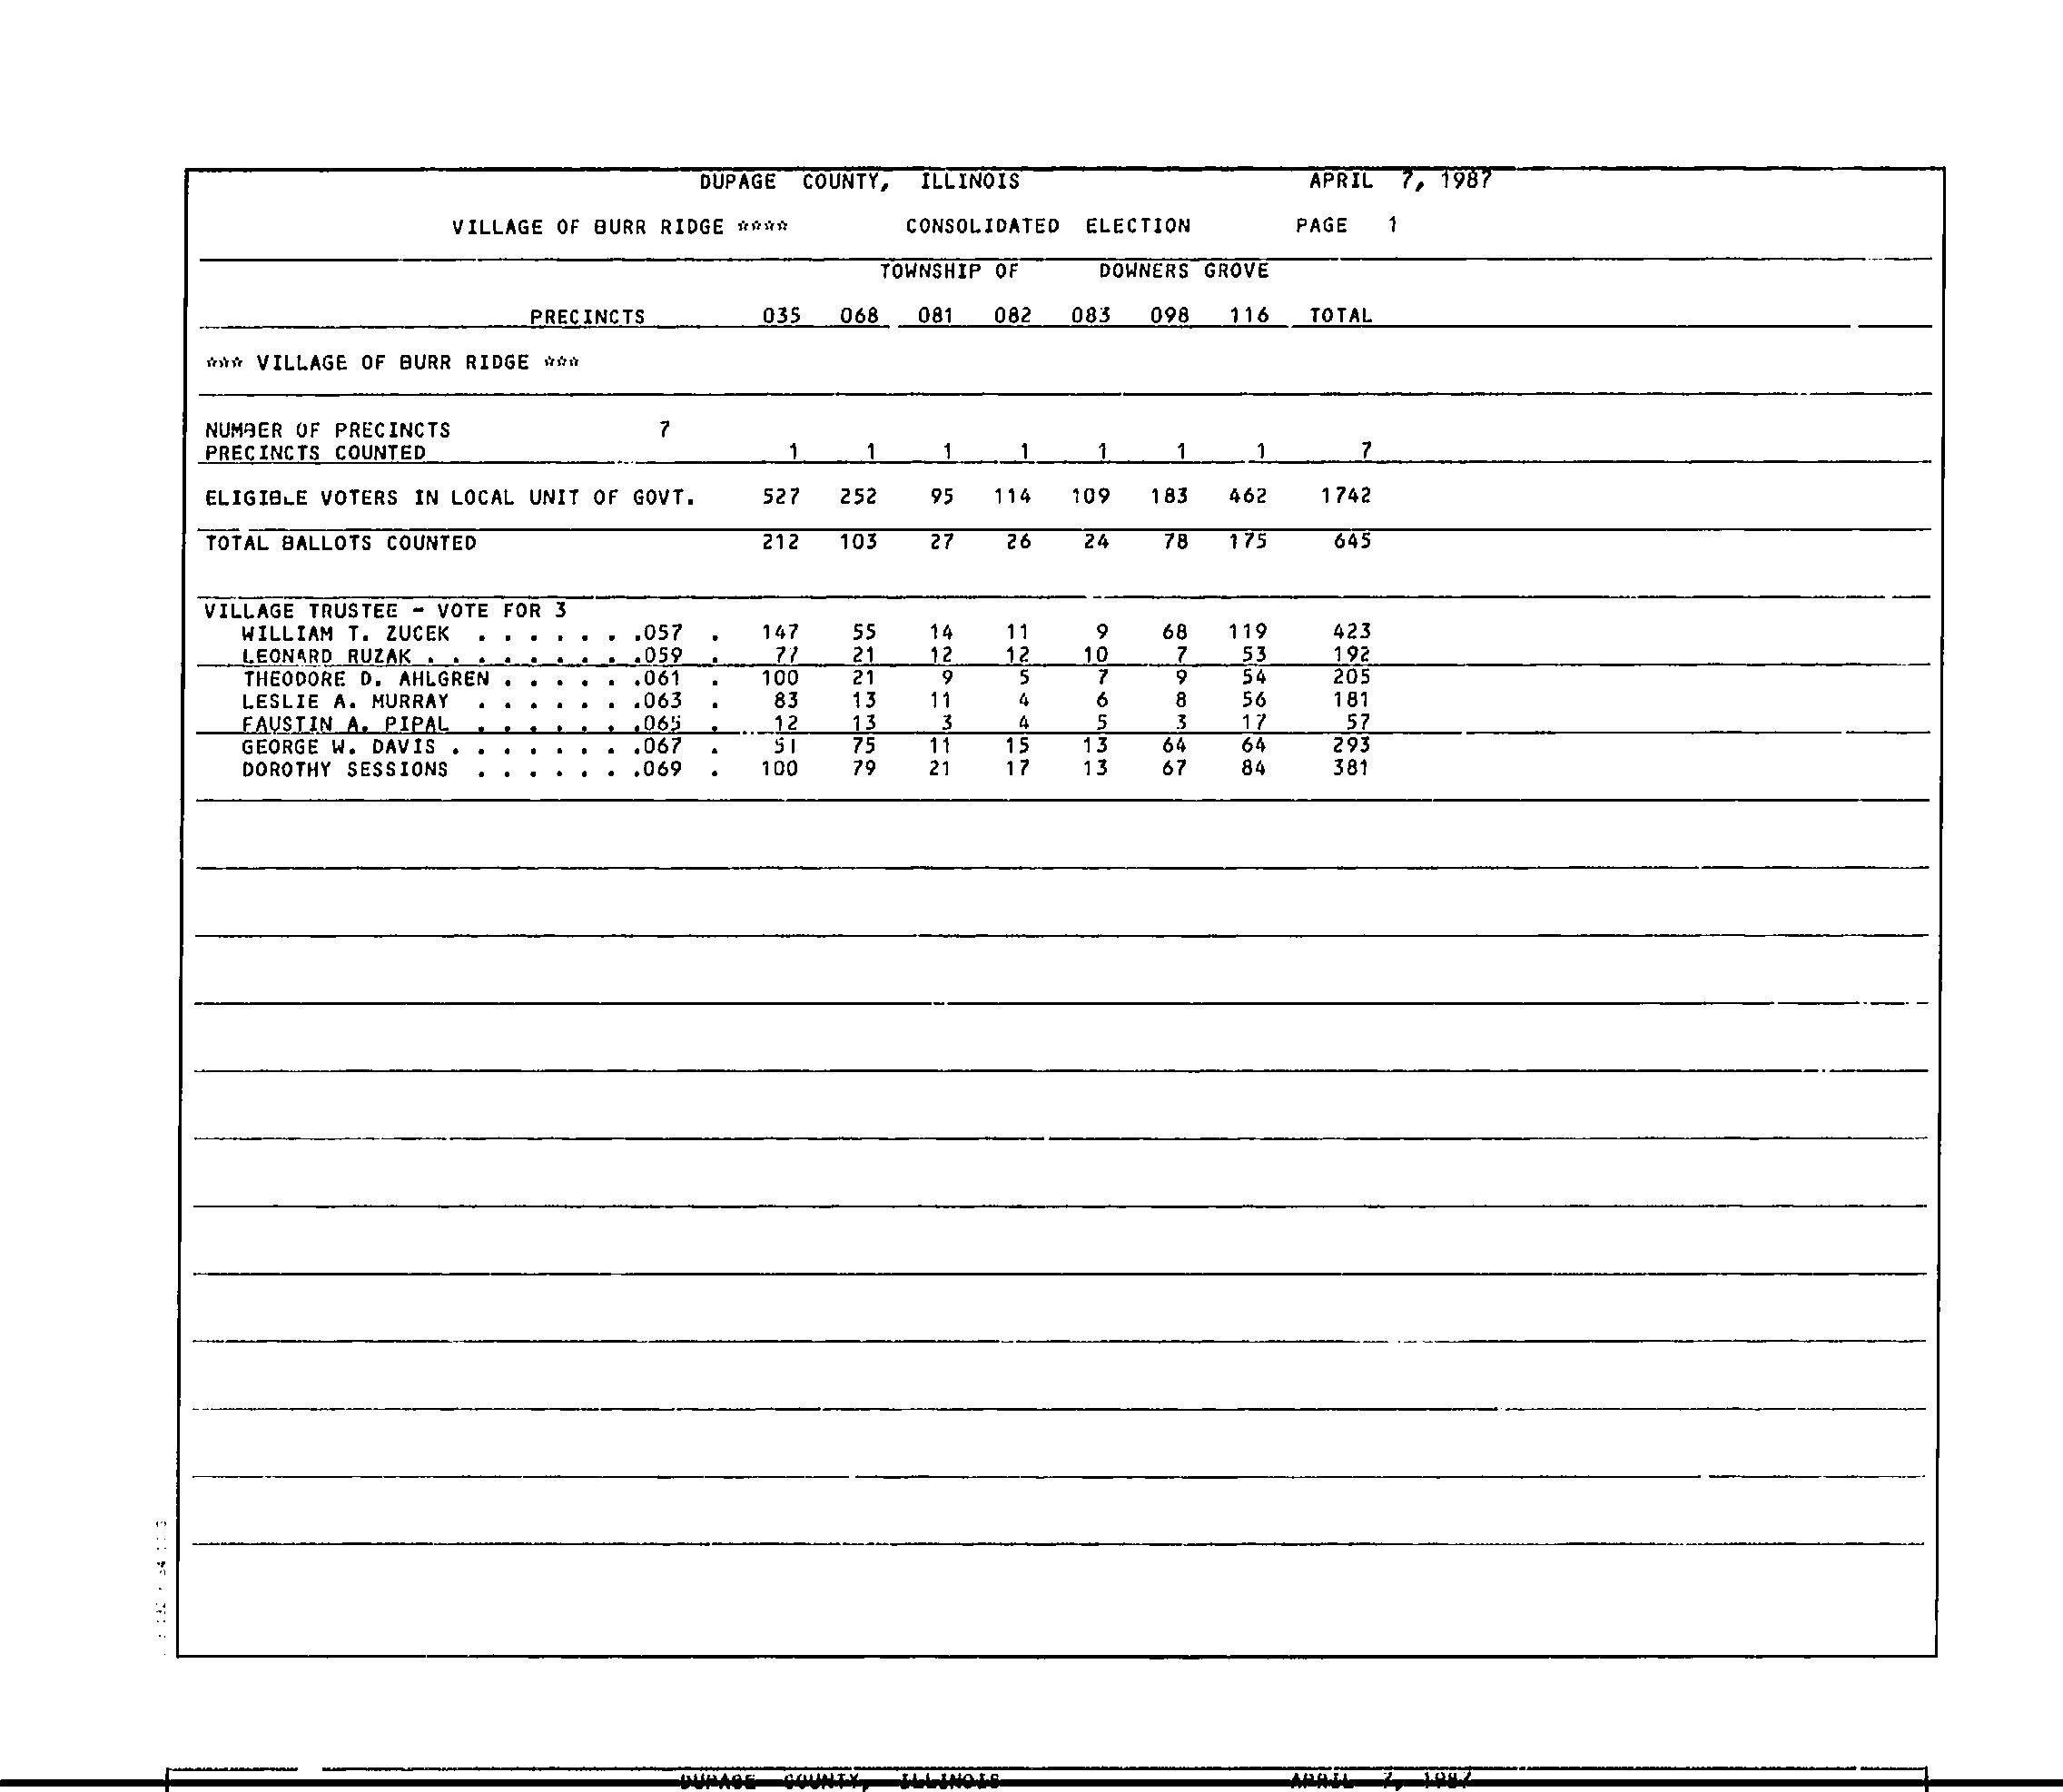 DUPAGE COUNTY, ILLINOIS APRIL 7, 1987
VILLAGE OF BURR RIDGE **** CONSOLIDATED ELECTION PAGE 1
TOWNSHIP OF DOWNERS GROVE
PRECINCTS 035 068 081 082 083 098 116 TOTAL
*** VILLAGE OF BURR RIDGE ***
NUMBER OF PRECINCTS 7
PRECINCTS COUNTED 1 1 1 1 1 1 1 7
ELIGIBLE VOTERS IN LOCAL UNIT OF GOVT. 527 252 95 114 109 183 462 1742
TOTAL BALLOTS COUNTED 212 103 27 26 24 78 175 645
VILLAGE TRUSTEE - VOTE FOR 3
WILLIAM T. ZUCEK . . . . . . .057 . 147 55 14 11 9 68 119 423
LEONARD RUZAK . . . . . . . . .059 . 77 21 12 12 10 7 53 192
THEODORE D. AHLGREN . . . . . .061 . 100 21 9 5 7 9 54 205
LESLIE A. MURRAY . . . . . . .063 . 83 13 11 4 6 8 56 181
FAUSTIN A. PIPAL . . . . . . .065 . 12 13 3 4 5 3 17 57
GEORGE W. DAVIS . . . . . . . .067 . 51 75 11 15 13 64 64 293
DOROTHY SESSIONS . . . . . . .069 . 100 79 21 17 13 67 84 381
DUPAGE COUNTY, ILLINOIS APRIL 7, 1987